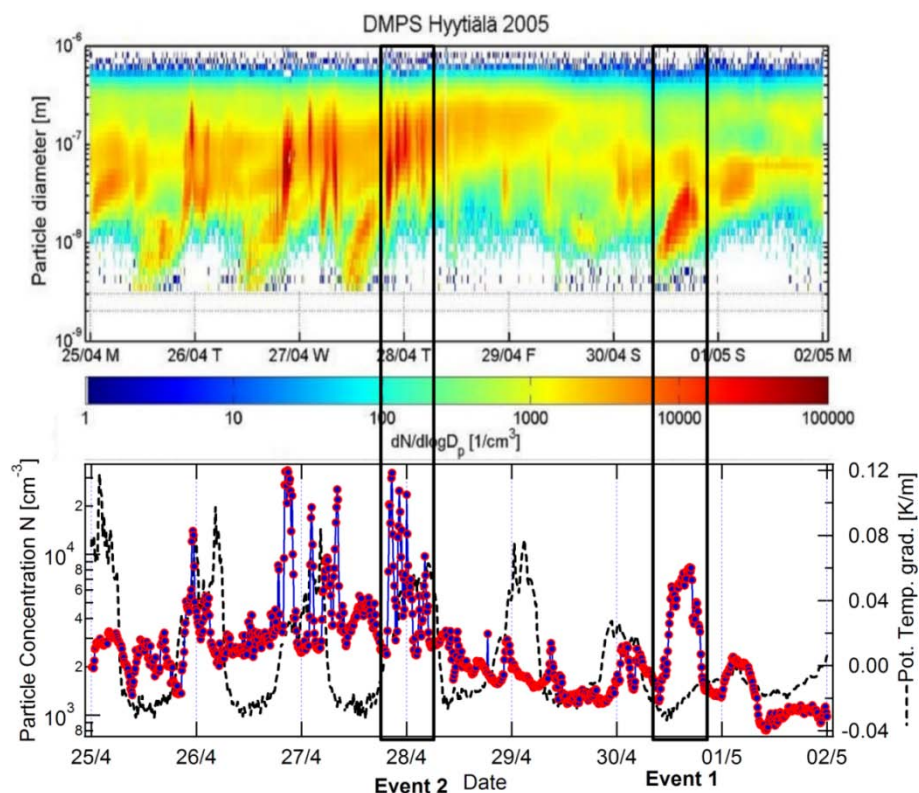 DMPS Hyytiälä 2005
Particle diameter [m]
10^-6
10^-7
10^-8
10^-9
25/04 M 26/04 T 27/04 W 28/04 T 29/04 F 30/04 S 01/05 S 02/05 M
1 10 100 1000 10000 100000
dN/dlogD_p [1/cm^3]
Particle Concentration N [cm^-3]
2
10^4
8
6
5
4
3
2
10^3
8
0.12
0.08
0.04
0.00
-0.04
-----Pot. Temp. grad. [K/m]
25/4 26/4 27/4 28/4 29/4 30/4 01/5 02/5
Event 2 Date Event 1